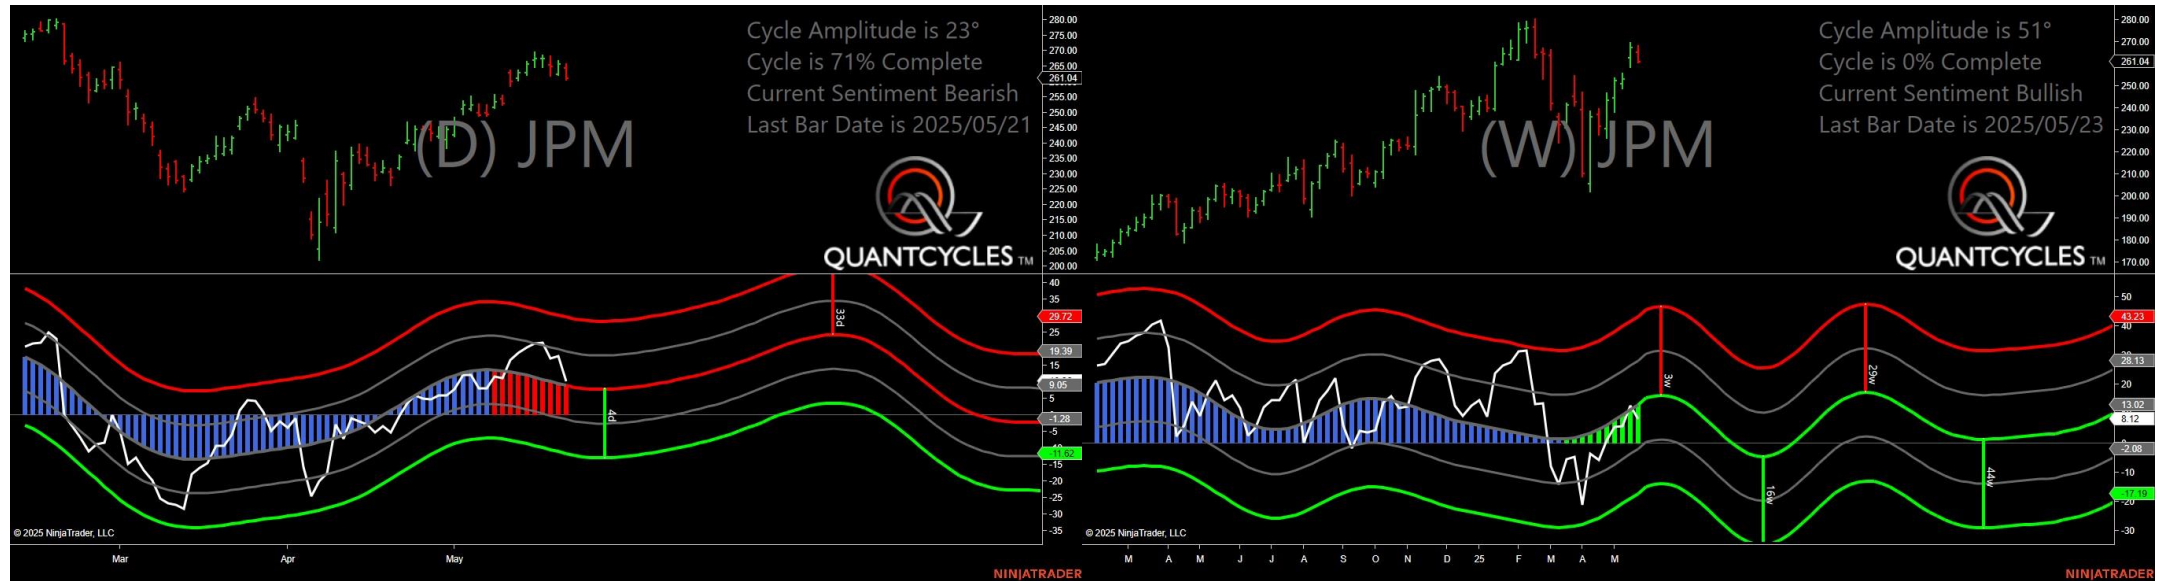 Cycle Amplitude is 23°
Cycle is 71% Complete
Current Sentiment Bearish
Last Bar Date is 2025/05/21
(D) JPM
QUANTCYCLES TM
280.00
275.00
270.00
265.00
261.04
255.00
250.00
245.00
240.00
235.00
230.00
225.00
220.00
215.00
210.00
205.00
200.00
40
35
29.72
25
19.39
15
9.05
5
-1.28
-5
-11.62
-15
-20
-25
-30
-35
33d
4d
© 2025 NinjaTrader, LLC
Mar
Apr
May
NINJATRADER
Cycle Amplitude is 51°
Cycle is 0% Complete
Current Sentiment Bullish
Last Bar Date is 2025/05/23
(W) JPM
QUANTCYCLES TM
280.00
270.00
261.04
250.00
240.00
230.00
220.00
210.00
200.00
190.00
180.00
170.00
50
43.23
40
28.13
20
13.02
8.12
-2.08
-10
-17.19
-20
-30
3w
29w
16w
44w
© 2025 NinjaTrader, LLC
M A M J J A S O N D 25 F M A M
NINJATRADER